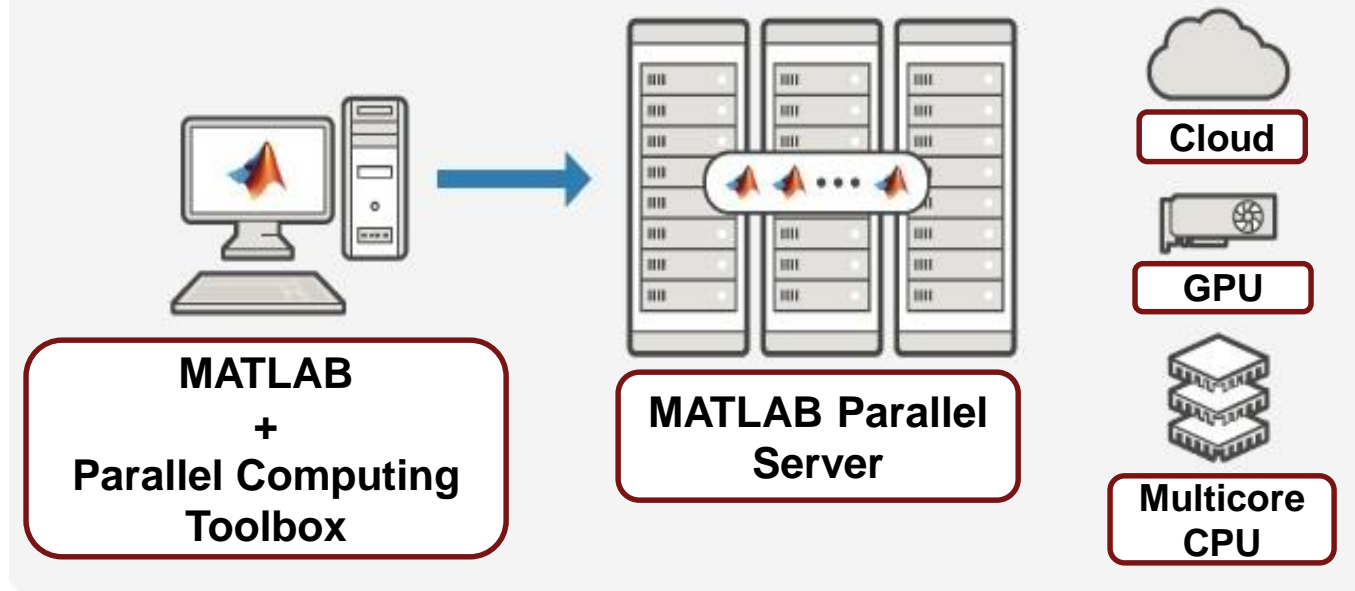 MATLAB
+
Parallel Computing
Toolbox
MATLAB Parallel
Server
Cloud
GPU
Multicore
CPU